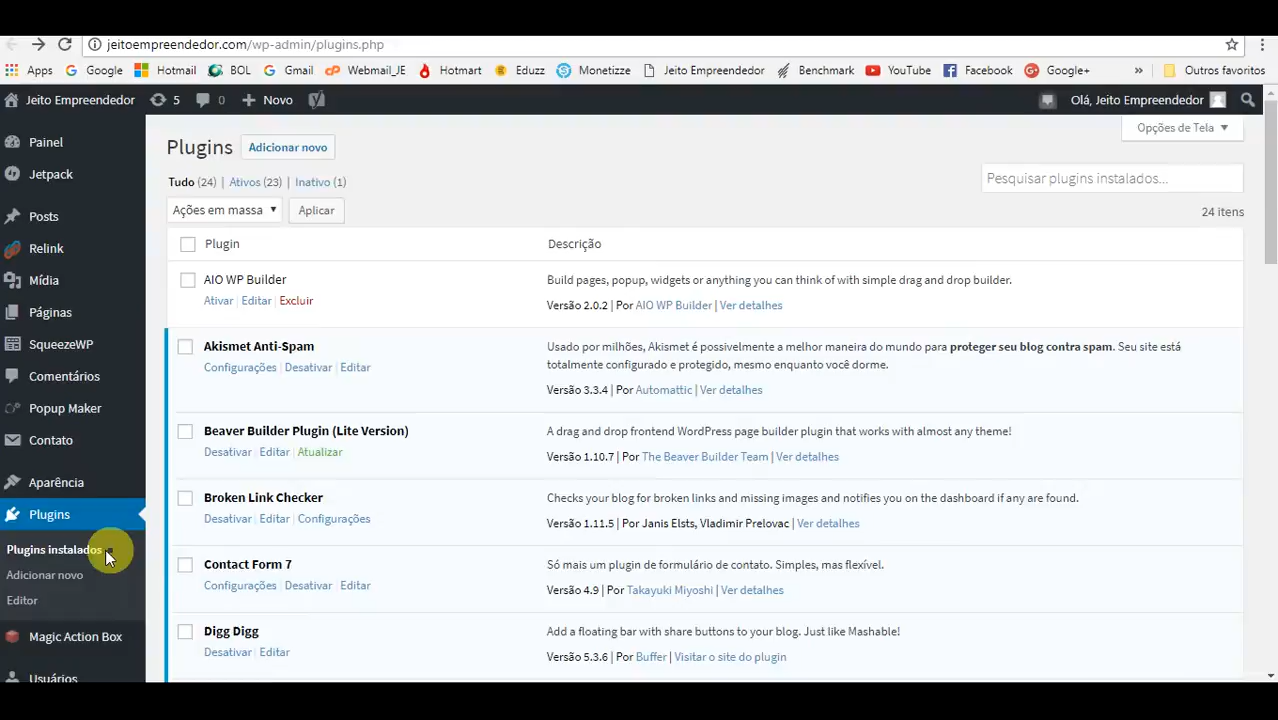 jeitoempreendedor.com/wp-admin/plugins.php
Apps Google Hotmail BOL Gmail Webmail_JE Hotmart Eduzz Monetizze Jeito Empreendedor Benchmark YouTube Facebook Google+ » Outros favoritos
Jeito Empreendedor 5 0 + Novo Olá, Jeito Empreendedor
Opções de Tela ▼
Painel
Jetpack
Posts
Relink
Mídia
Páginas
SqueezeWP
Comentários
Popup Maker
Contato
Aparência
Plugins
Plugins instalados
Adicionar novo
Editor
Magic Action Box
Usuários
Plugins Adicionar novo
Tudo (24) | Ativos (23) | Inativo (1)
Pesquisar plugins instalados...
Ações em massa ▼ Aplicar
24 itens
Plugin Descrição
AIO WP Builder
Ativar | Editar | Excluir
Build pages, popup, widgets or anything you can think of with simple drag and drop builder.
Versão 2.0.2 | Por AIO WP Builder | Ver detalhes
Akismet Anti-Spam
Configurações | Desativar | Editar
Usado por milhões, Akismet é possivelmente a melhor maneira do mundo para proteger seu blog contra spam. Seu site está
totalmente configurado e protegido, mesmo enquanto você dorme.
Versão 3.3.4 | Por Automattic | Ver detalhes
Beaver Builder Plugin (Lite Version)
Desativar | Editar | Atualizar
A drag and drop frontend WordPress page builder plugin that works with almost any theme!
Versão 1.10.7 | Por The Beaver Builder Team | Ver detalhes
Broken Link Checker
Desativar | Editar | Configurações
Checks your blog for broken links and missing images and notifies you on the dashboard if any are found.
Versão 1.11.5 | Por Janis Elsts, Vladimir Prelovac | Ver detalhes
Contact Form 7
Configurações | Desativar | Editar
Só mais um plugin de formulário de contato. Simples, mas flexível.
Versão 4.9 | Por Takayuki Miyoshi | Ver detalhes
Digg Digg
Desativar | Editar
Add a floating bar with share buttons to your blog. Just like Mashable!
Versão 5.3.6 | Por Buffer | Visitar o site do plugin